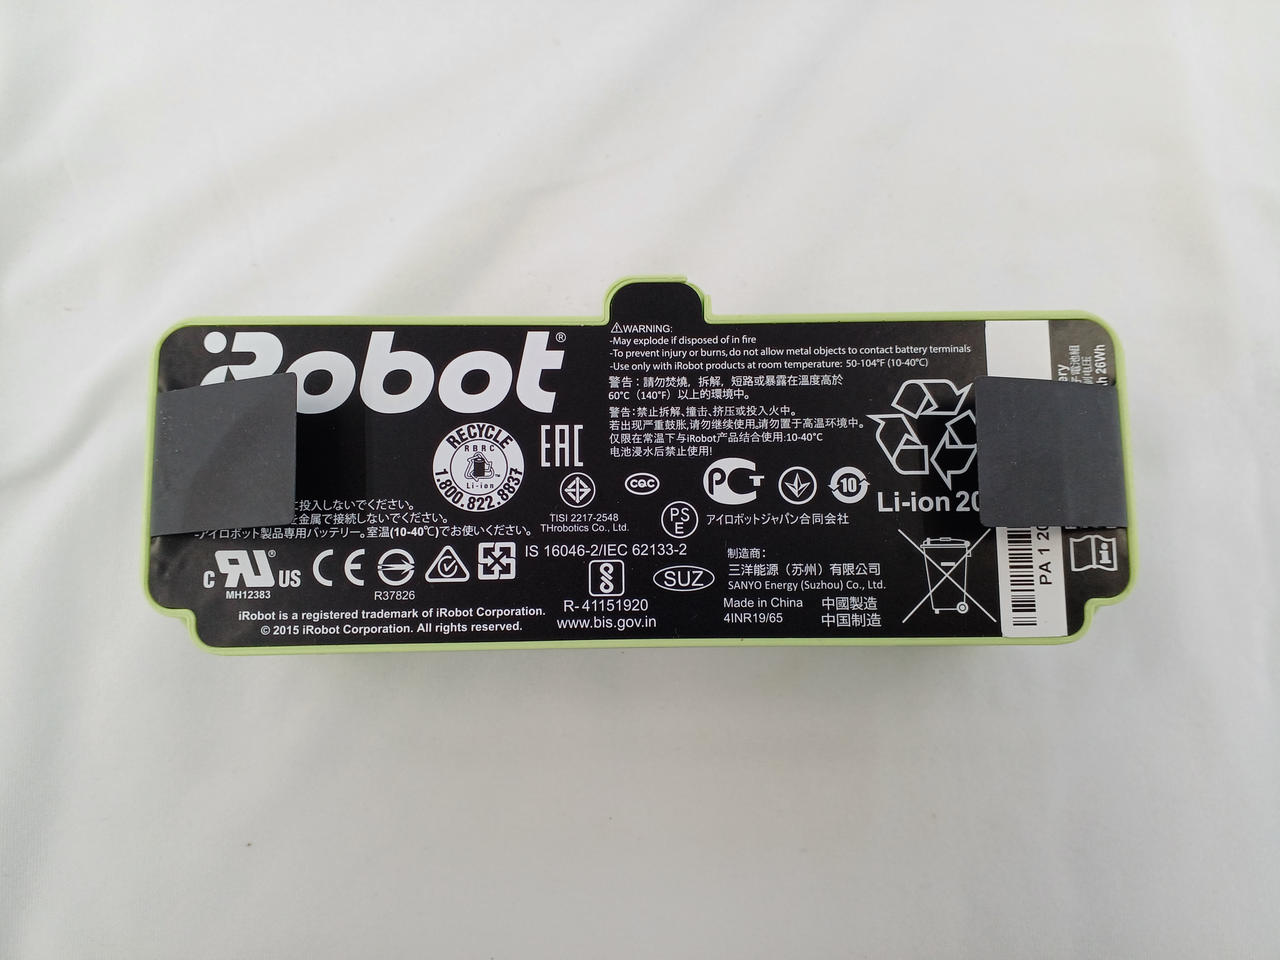 iRobot®
⚠WARNING:
-May explode if disposed of in fire
-To prevent injury or burns, do not allow metal objects to contact battery terminals
-Use only with iRobot products at room temperature: 50-104°F (10-40℃)
警告：請勿焚燒，拆解，短路或暴露在溫度高於
60°C（140°F）以上的環境中。
警告:禁止拆解、撞击、挤压或投入火中。
若出现严重鼓胀,请勿继续使用,请勿置于高温环境中。
仅限在常温下与iRobot产品结合使用:10-40°C
电池浸水后禁止使用!
RECYCLE
RBRC
Li-ion
1.800.822.8837
EAC
CQC
PCT
10
Li-ion 20
TISI 2217-2548
THrobotics Co., Ltd.
PS
E
アイロボットジャパン合同会社
に投入しないでください。
を金属で接続しないでください。
-アイロボット製品専用バッテリー。室温(10-40℃)でお使いください。
C RU® US
MH12383
CE
R37826
IS 16046-2/IEC 62133-2
R- 41151920
www.bis.gov.in
SUZ
制造商：
三洋能源（苏州）有限公司
SANYO Energy (Suzhou) Co., Ltd.
Made in China
中國製造
4INR19/65
中国制造
iRobot is a registered trademark of iRobot Corporation.
© 2015 iRobot Corporation. All rights reserved.
PA 1 20
26Wh